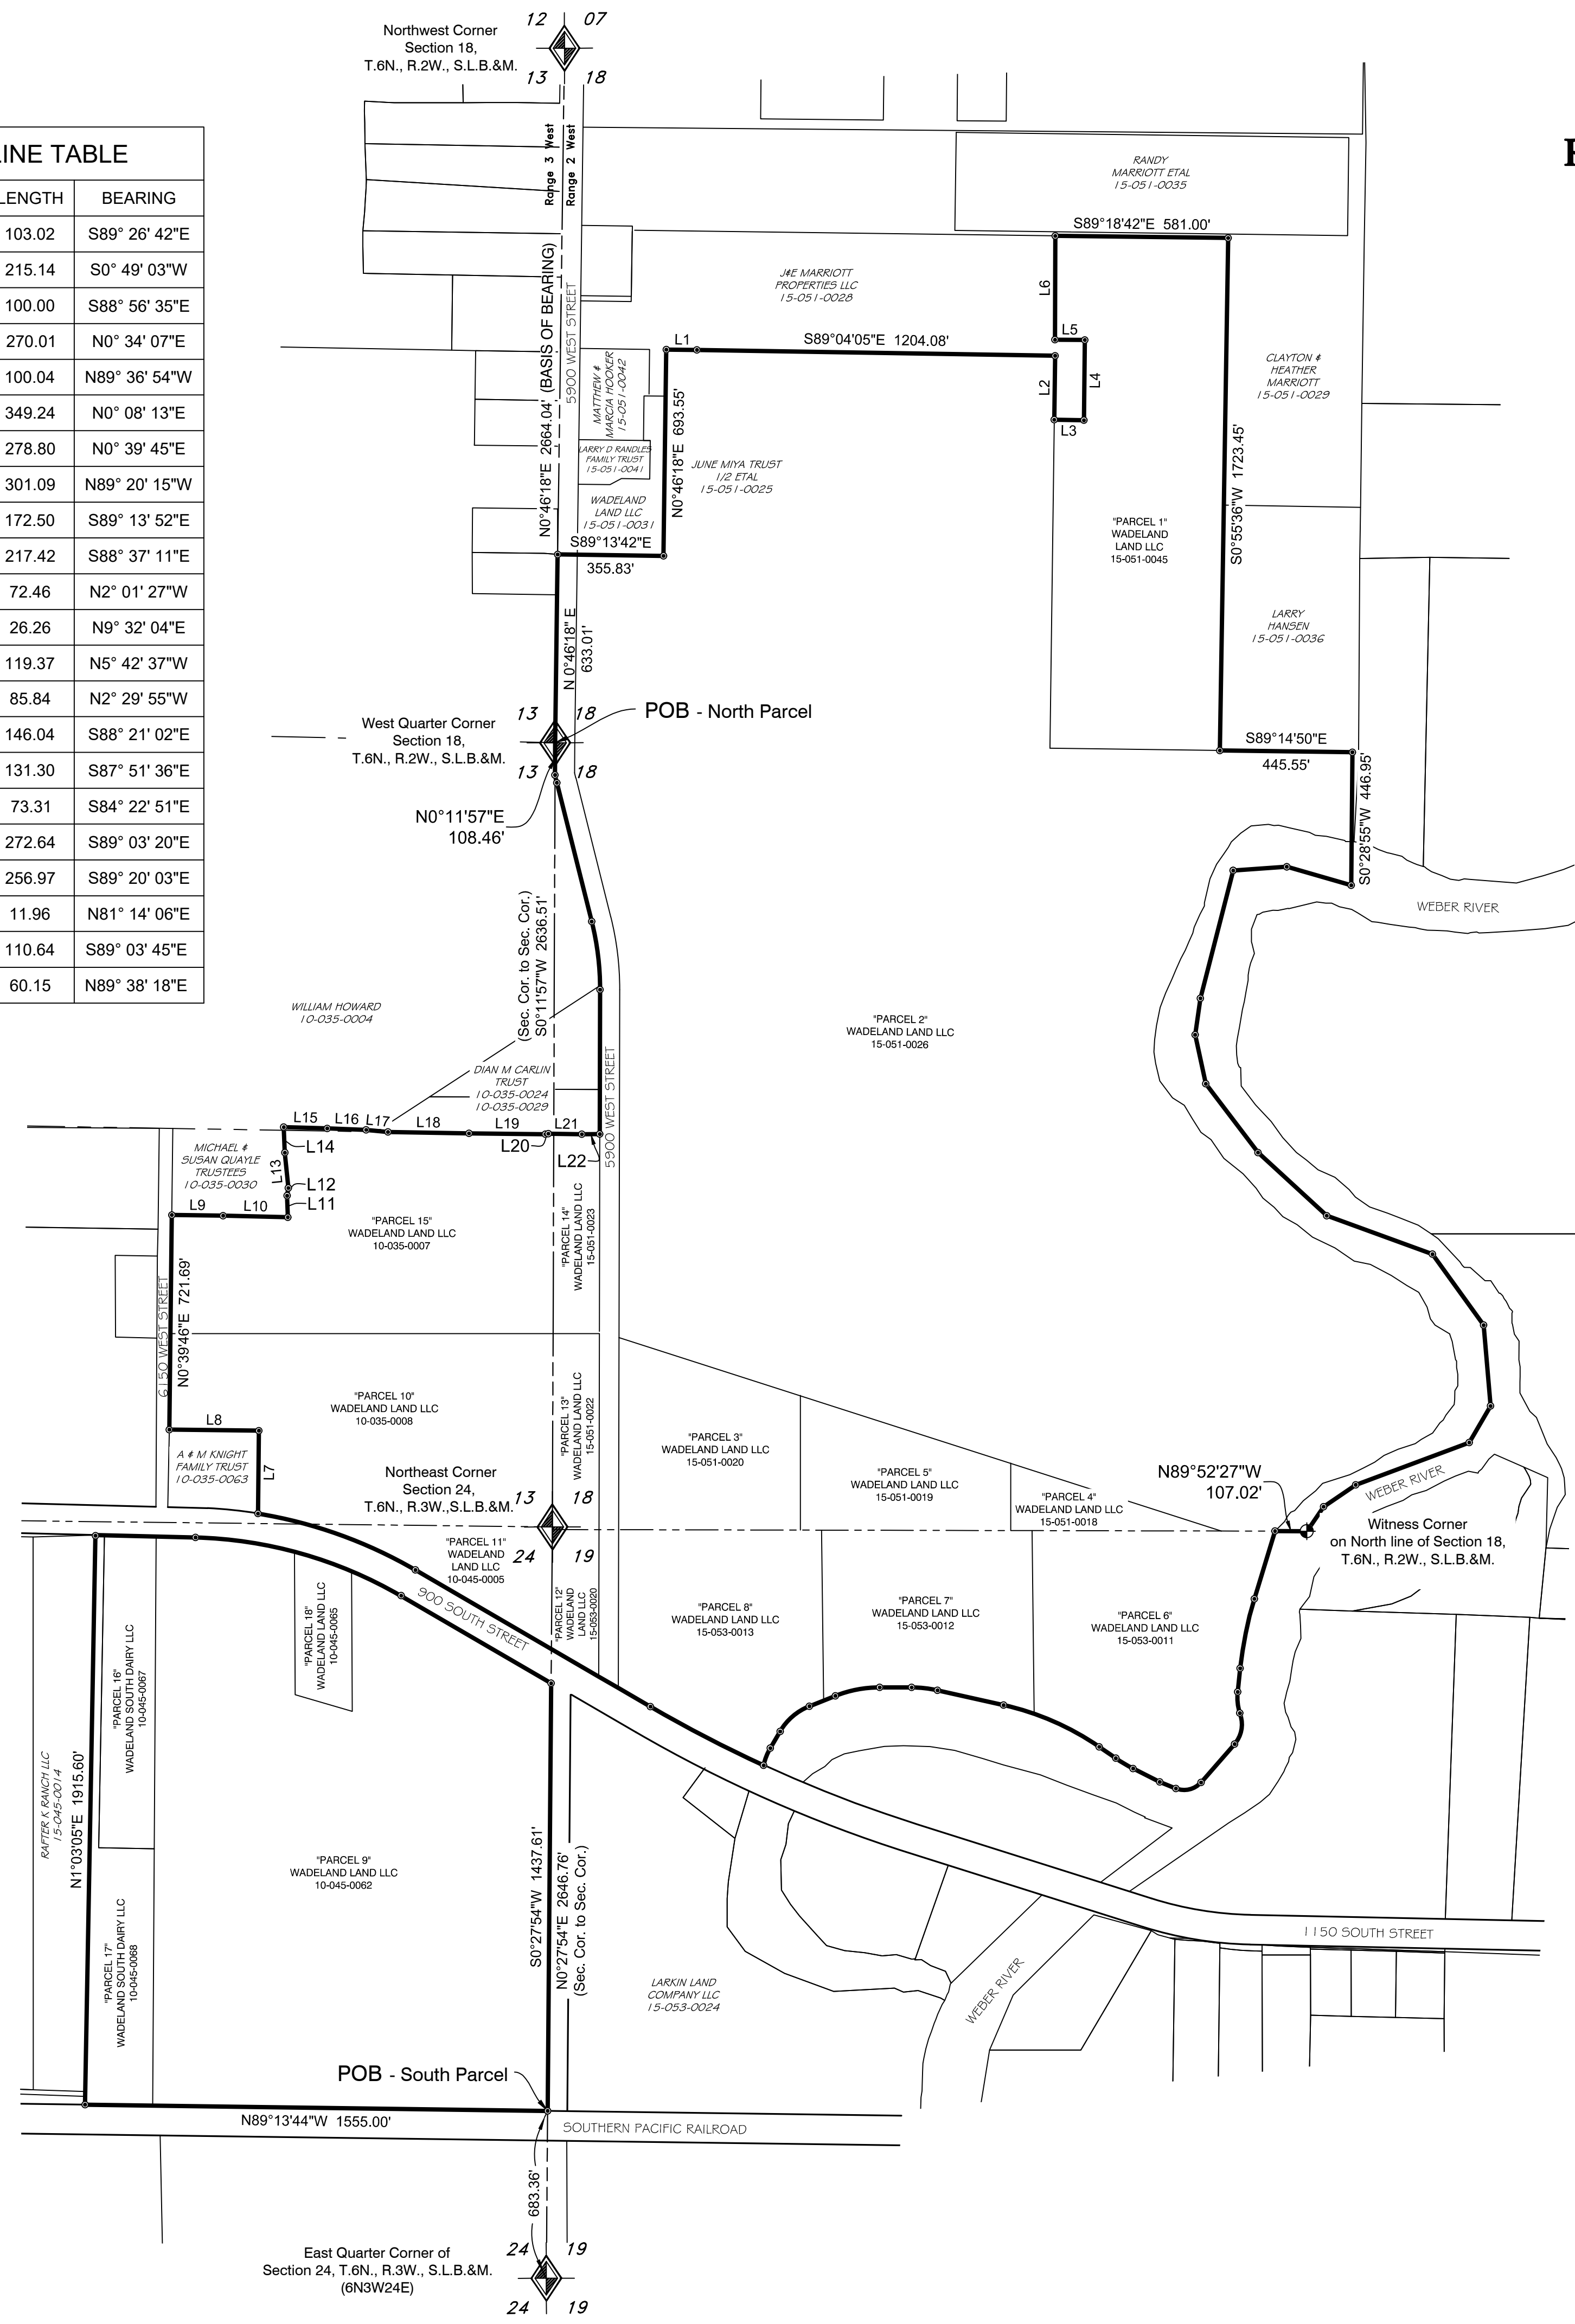 12 07
Northwest Corner
Section 18,
T.6N., R.2W., S.L.B.&M.
13 18
Range 3 West
Range 2 West
LINE TABLE
LENGTH BEARING
103.02 S89° 26' 42"E
215.14 S0° 49' 03"W
100.00 S88° 56' 35"E
270.01 N0° 34' 07"E
100.04 N89° 36' 54"W
349.24 N0° 08' 13"E
278.80 N0° 39' 45"E
301.09 N89° 20' 15"W
172.50 S89° 13' 52"E
217.42 S88° 37' 11"E
72.46 N2° 01' 27"W
26.26 N9° 32' 04"E
119.37 N5° 42' 37"W
85.84 N2° 29' 55"W
146.04 S88° 21' 02"E
131.30 S87° 51' 36"E
73.31 S84° 22' 51"E
272.64 S89° 03' 20"E
256.97 S89° 20' 03"E
11.96 N81° 14' 06"E
110.64 S89° 03' 45"E
60.15 N89° 38' 18"E
RANDY
MARRIOTT ETAL
15-051-0035
S89°18'42"E 581.00'
J&E MARRIOTT
PROPERTIES LLC
15-051-0028
L6
L5
L1
S89°04'05"E 1204.08'
L2
L4
L3
N0°46'18"E 2664.04' (BASIS OF BEARING)
5900 WEST STREET
MATTHEW &
MARCIA HOOKER
15-051-0042
N0°46'18"E 693.55'
CLAYTON &
HEATHER
MARRIOTT
15-051-0029
LARRY D RANDLES
FAMILY TRUST
15-051-0041
JUNE MIYA TRUST
1/2 ETAL
15-051-0025
WADELAND
LAND LLC
15-051-0031
S0°55'36"W 1723.45'
"PARCEL 1"
WADELAND
LAND LLC
15-051-0045
S89°13'42"E
355.83'
N 0°46'18" E
633.01'
LARRY
HANSEN
15-051-0036
West Quarter Corner
Section 18,
T.6N., R.2W., S.L.B.&M.
13 18
13 18
POB - North Parcel
S89°14'50"E
445.55'
S0°28'55"W 446.95'
N0°11'57"E
108.46'
WEBER RIVER
(Sec. Cor. to Sec. Cor.)
S0°11'57"W 2636.51'
WILLIAM HOWARD
10-035-0004
"PARCEL 2"
WADELAND LAND LLC
15-051-0026
DIAN M CARLIN
TRUST
10-035-0024
10-035-0029
5900 WEST STREET
L15 L16 L17 L18 L19 L21
L14
L20
L22
MICHAEL &
SUSAN QUAYLE
TRUSTEES
10-035-0030
L13
L12
L11
L9 L10
"PARCEL 15"
WADELAND LAND LLC
10-035-0007
"PARCEL 14"
WADELAND LAND LLC
15-051-0023
6150 WEST STREET
N0°39'46"E 721.69'
"PARCEL 10"
WADELAND LAND LLC
10-035-0008
"PARCEL 13"
WADELAND LAND LLC
15-051-0022
L8
L7
A & M KNIGHT
FAMILY TRUST
10-035-0063
"PARCEL 3"
WADELAND LAND LLC
15-051-0020
"PARCEL 5"
WADELAND LAND LLC
15-051-0019
"PARCEL 4"
WADELAND LAND LLC
15-051-0018
N89°52'27"W
107.02'
WEBER RIVER
Northeast Corner
Section 24,
T.6N., R.3W.,S.L.B.&M.
13 18
24 19
Witness Corner
on North line of Section 18,
T.6N., R.2W., S.L.B.&M.
"PARCEL 11"
WADELAND
LAND LLC
10-045-0005
"PARCEL 12"
WADELAND
LAND LLC
15-053-0020
900 SOUTH STREET
"PARCEL 8"
WADELAND LAND LLC
15-053-0013
"PARCEL 7"
WADELAND LAND LLC
15-053-0012
"PARCEL 6"
WADELAND LAND LLC
15-053-0011
"PARCEL 18"
WADELAND LAND LLC
10-045-0065
"PARCEL 16"
WADELAND SOUTH DAIRY LLC
10-045-0067
RAFTER K RANCH LLC
15-045-0014
N1°03'05"E 1915.60'
"PARCEL 9"
WADELAND LAND LLC
10-045-0062
S0°27'54"W 1437.61'
N0°27'54"E 2646.76'
(Sec. Cor. to Sec. Cor.)
"PARCEL 17"
WADELAND SOUTH DAIRY LLC
10-045-0068
1150 SOUTH STREET
LARKIN LAND
COMPANY LLC
15-053-0024
WEBER RIVER
POB - South Parcel
N89°13'44"W 1555.00'
SOUTHERN PACIFIC RAILROAD
683.36'
East Quarter Corner of
Section 24, T.6N., R.3W., S.L.B.&M.
(6N3W24E)
24 19
24 19